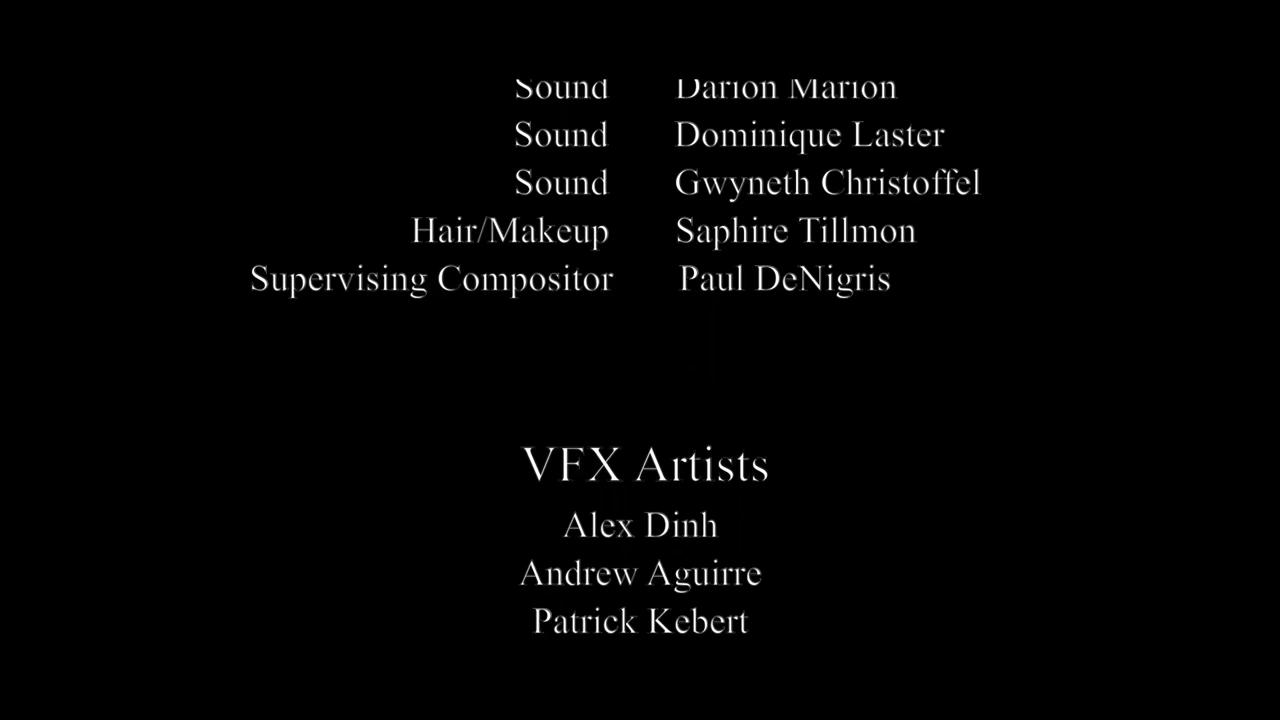 Sound Darion Marion
Sound Dominique Laster
Sound Gwyneth Christoffel
Hair/Makeup Saphire Tillmon
Supervising Compositor Paul DeNigris
VFX Artists
Alex Dinh
Andrew Aguirre
Patrick Kebert